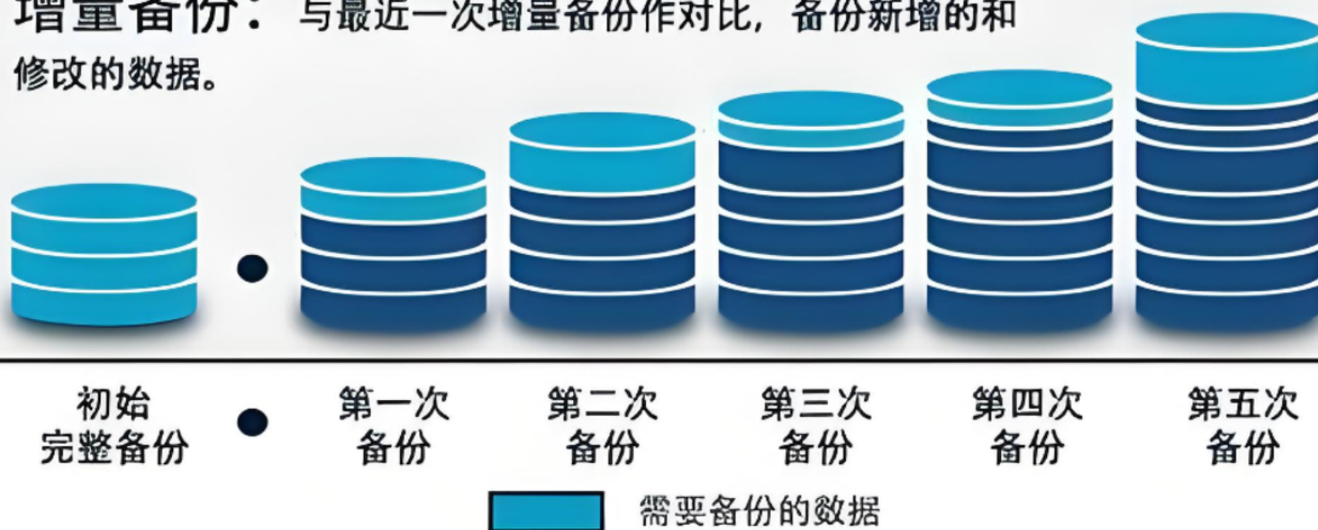 增量备份：与最近一次增量备份作对比，备份新增的和
修改的数据。
初始
完整备份
第一次
备份
第二次
备份
第三次
备份
第四次
备份
第五次
备份
需要备份的数据